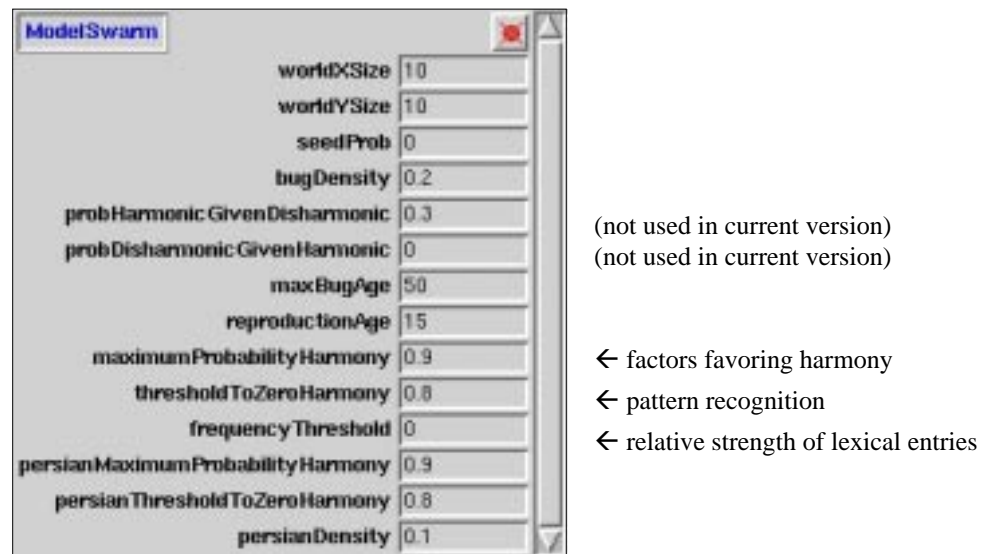 ModelSwarm
worldXSize 10
worldYSize 10
seedProb 0
bugDensity 0.2
probHarmonicGivenDisharmonic 0.3 (not used in current version)
probDisharmonicGivenHarmonic 0 (not used in current version)
maxBugAge 50
reproductionAge 15
maximumProbabilityHarmony 0.9 ← factors favoring harmony
thresholdToZeroHarmony 0.8 ← pattern recognition
frequencyThreshold 0 ← relative strength of lexical entries
persianMaximumProbabilityHarmony 0.9
persianThresholdToZeroHarmony 0.8
persianDensity 0.1